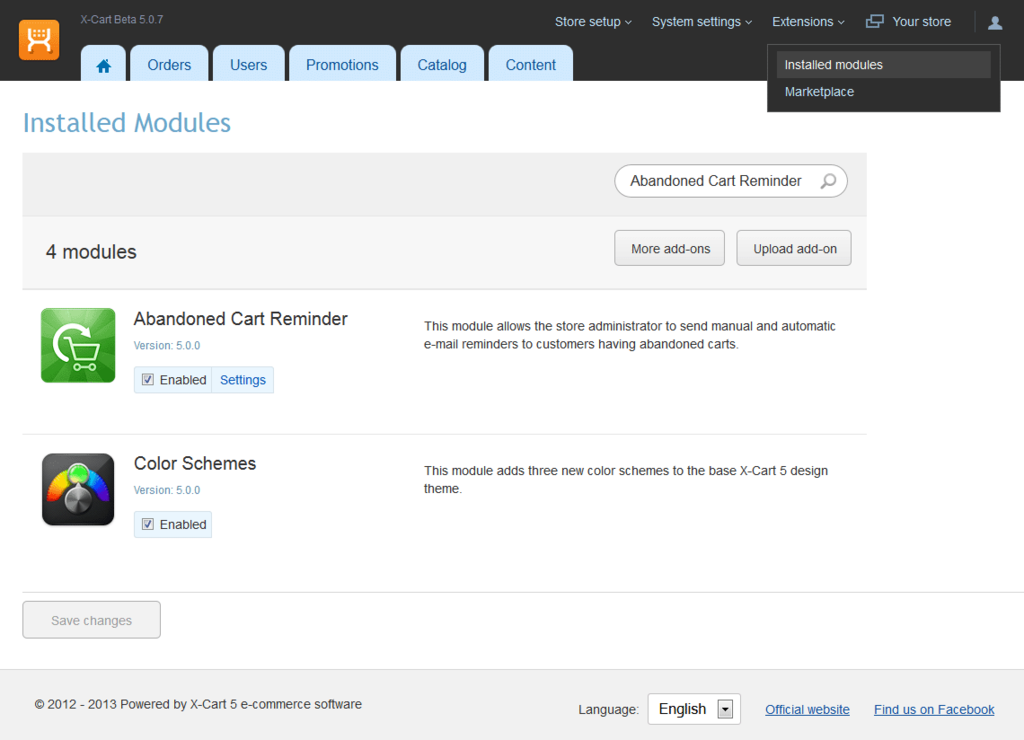 X-Cart Beta 5.0.7
Store setup
System settings
Extensions
Your store
Orders
Users
Promotions
Catalog
Content
Installed modules
Marketplace
Installed Modules
Abandoned Cart Reminder
4 modules
More add-ons
Upload add-on
Abandoned Cart Reminder
Version: 5.0.0
Enabled
Settings
This module allows the store administrator to send manual and automatic
e-mail reminders to customers having abandoned carts.
Color Schemes
Version: 5.0.0
Enabled
This module adds three new color schemes to the base X-Cart 5 design
theme.
Save changes
© 2012 - 2013 Powered by X-Cart 5 e-commerce software
Language:
English
Official website
Find us on Facebook